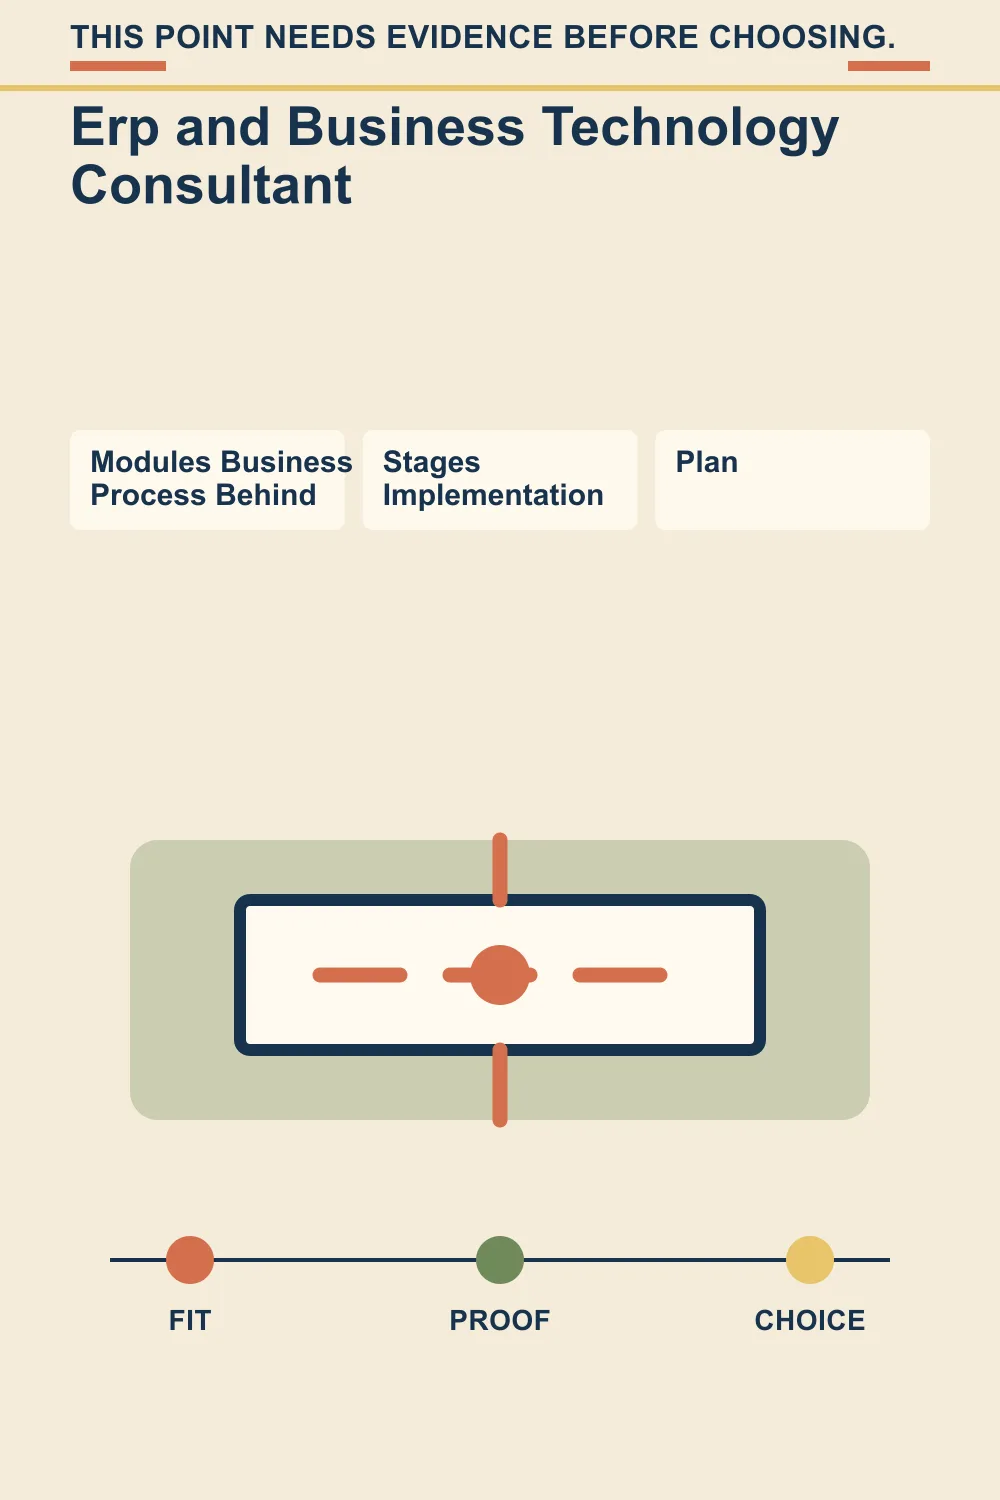 THIS POINT NEEDS EVIDENCE BEFORE CHOOSING.
Erp and Business Technology
Consultant
Modules Business
Process Behind
Stages
Implementation
Plan
FIT
PROOF
CHOICE